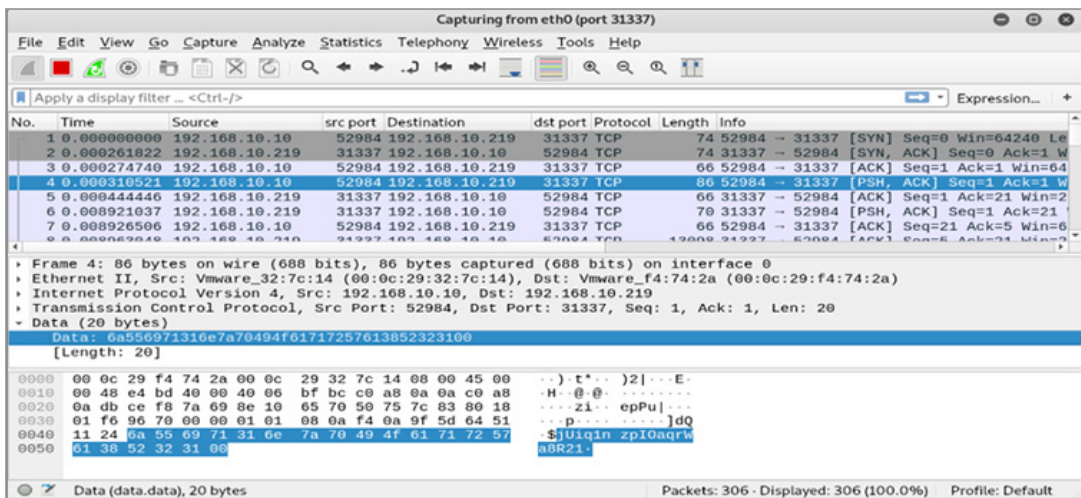 Capturing from eth0 (port 31337)
File Edit View Go Capture Analyze Statistics Telephony Wireless Tools Help
Apply a display filter ... <Ctrl-/> Expression... +
No. Time Source src port Destination dst port Protocol Length Info
1 0.000000000 192.168.10.10 52984 192.168.10.219 31337 TCP 74 52984 → 31337 [SYN] Seq=0 Win=64240 Le
2 0.000261822 192.168.10.219 31337 192.168.10.10 52984 TCP 74 31337 → 52984 [SYN, ACK] Seq=0 Ack=1 W
3 0.000274740 192.168.10.10 52984 192.168.10.219 31337 TCP 66 52984 → 31337 [ACK] Seq=1 Ack=1 Win=64
4 0.000310521 192.168.10.10 52984 192.168.10.219 31337 TCP 86 52984 → 31337 [PSH, ACK] Seq=1 Ack=1 W
5 0.000444446 192.168.10.219 31337 192.168.10.10 52984 TCP 66 31337 → 52984 [ACK] Seq=1 Ack=21 Win=2
6 0.008921037 192.168.10.219 31337 192.168.10.10 52984 TCP 70 31337 → 52984 [PSH, ACK] Seq=1 Ack=21
7 0.008926506 192.168.10.10 52984 192.168.10.219 31337 TCP 66 52984 → 31337 [ACK] Seq=21 Ack=5 Win=6
Frame 4: 86 bytes on wire (688 bits), 86 bytes captured (688 bits) on interface 0
Ethernet II, Src: Vmware_32:7c:14 (00:0c:29:32:7c:14), Dst: Vmware_f4:74:2a (00:0c:29:f4:74:2a)
Internet Protocol Version 4, Src: 192.168.10.10, Dst: 192.168.10.219
Transmission Control Protocol, Src Port: 52984, Dst Port: 31337, Seq: 1, Ack: 1, Len: 20
Data (20 bytes)
Data: 6a556971316e7a70494f61717257613852323100
[Length: 20]
0000 00 0c 29 f4 74 2a 00 0c 29 32 7c 14 08 00 45 00 ··)·t*·· )2|···E·
0010 00 48 e4 bd 40 00 40 06 bf bc c0 a8 0a 0a c0 a8 ·H··@·@· ········
0020 0a db ce f8 7a 69 8e 10 65 70 50 75 7c 83 80 18 ····zi·· epPu|···
0030 01 f6 96 70 00 00 01 01 08 0a f4 0a 9f 5d 64 51 ···p···· ·····]dQ
0040 11 24 6a 55 69 71 31 6e 7a 70 49 4f 61 71 72 57 ·$jUiq1n zpIOaqrW
0050 61 38 52 32 31 00 a8R21·
Data (data.data), 20 bytes Packets: 306 · Displayed: 306 (100.0%) Profile: Default